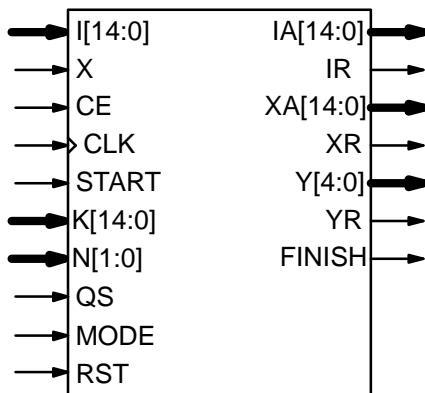 I[14:0] IA[14:0]
X IR
CE XA[14:0]
CLK XR
START Y[4:0]
K[14:0] YR
N[1:0] FINISH
QS
MODE
RST